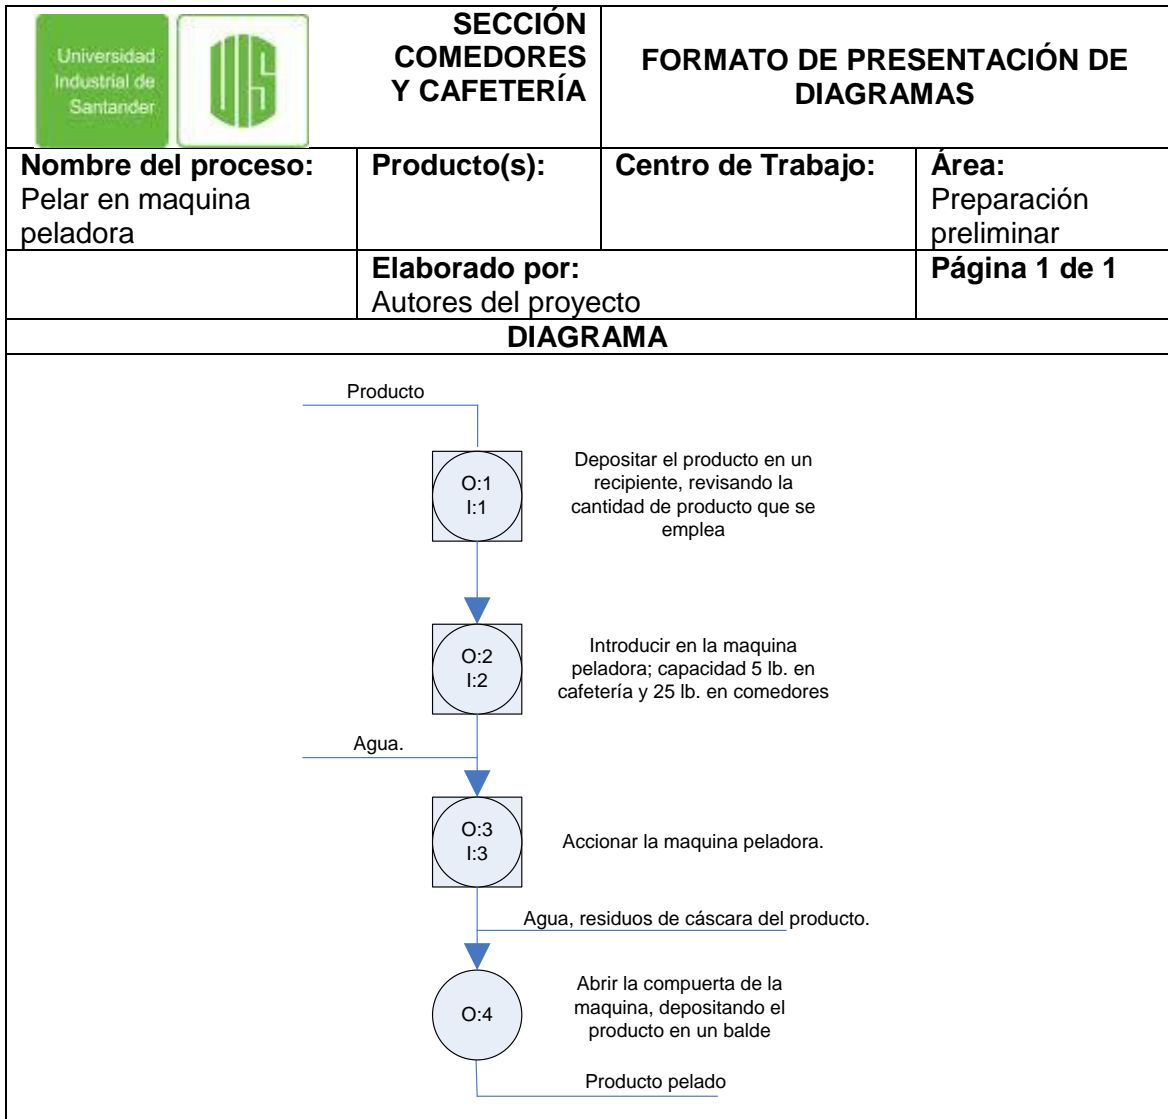 Universidad
Industrial de
Santander
SECCIÓN
COMEDORES
Y CAFETERÍA
FORMATO DE PRESENTACIÓN DE
DIAGRAMAS
Nombre del proceso:
Pelar en maquina
peladora
Producto(s):
Centro de Trabajo:
Área:
Preparación
preliminar
Elaborado por:
Autores del proyecto
Página 1 de 1
DIAGRAMA
Producto
O:1
I:1
Depositar el producto en un
recipiente, revisando la
cantidad de producto que se
emplea
O:2
I:2
Introducir en la maquina
peladora; capacidad 5 lb. en
cafetería y 25 lb. en comedores
Agua.
O:3
I:3
Accionar la maquina peladora.
Agua, residuos de cáscara del producto.
O:4
Abrir la compuerta de la
maquina, depositando el
producto en un balde
Producto pelado